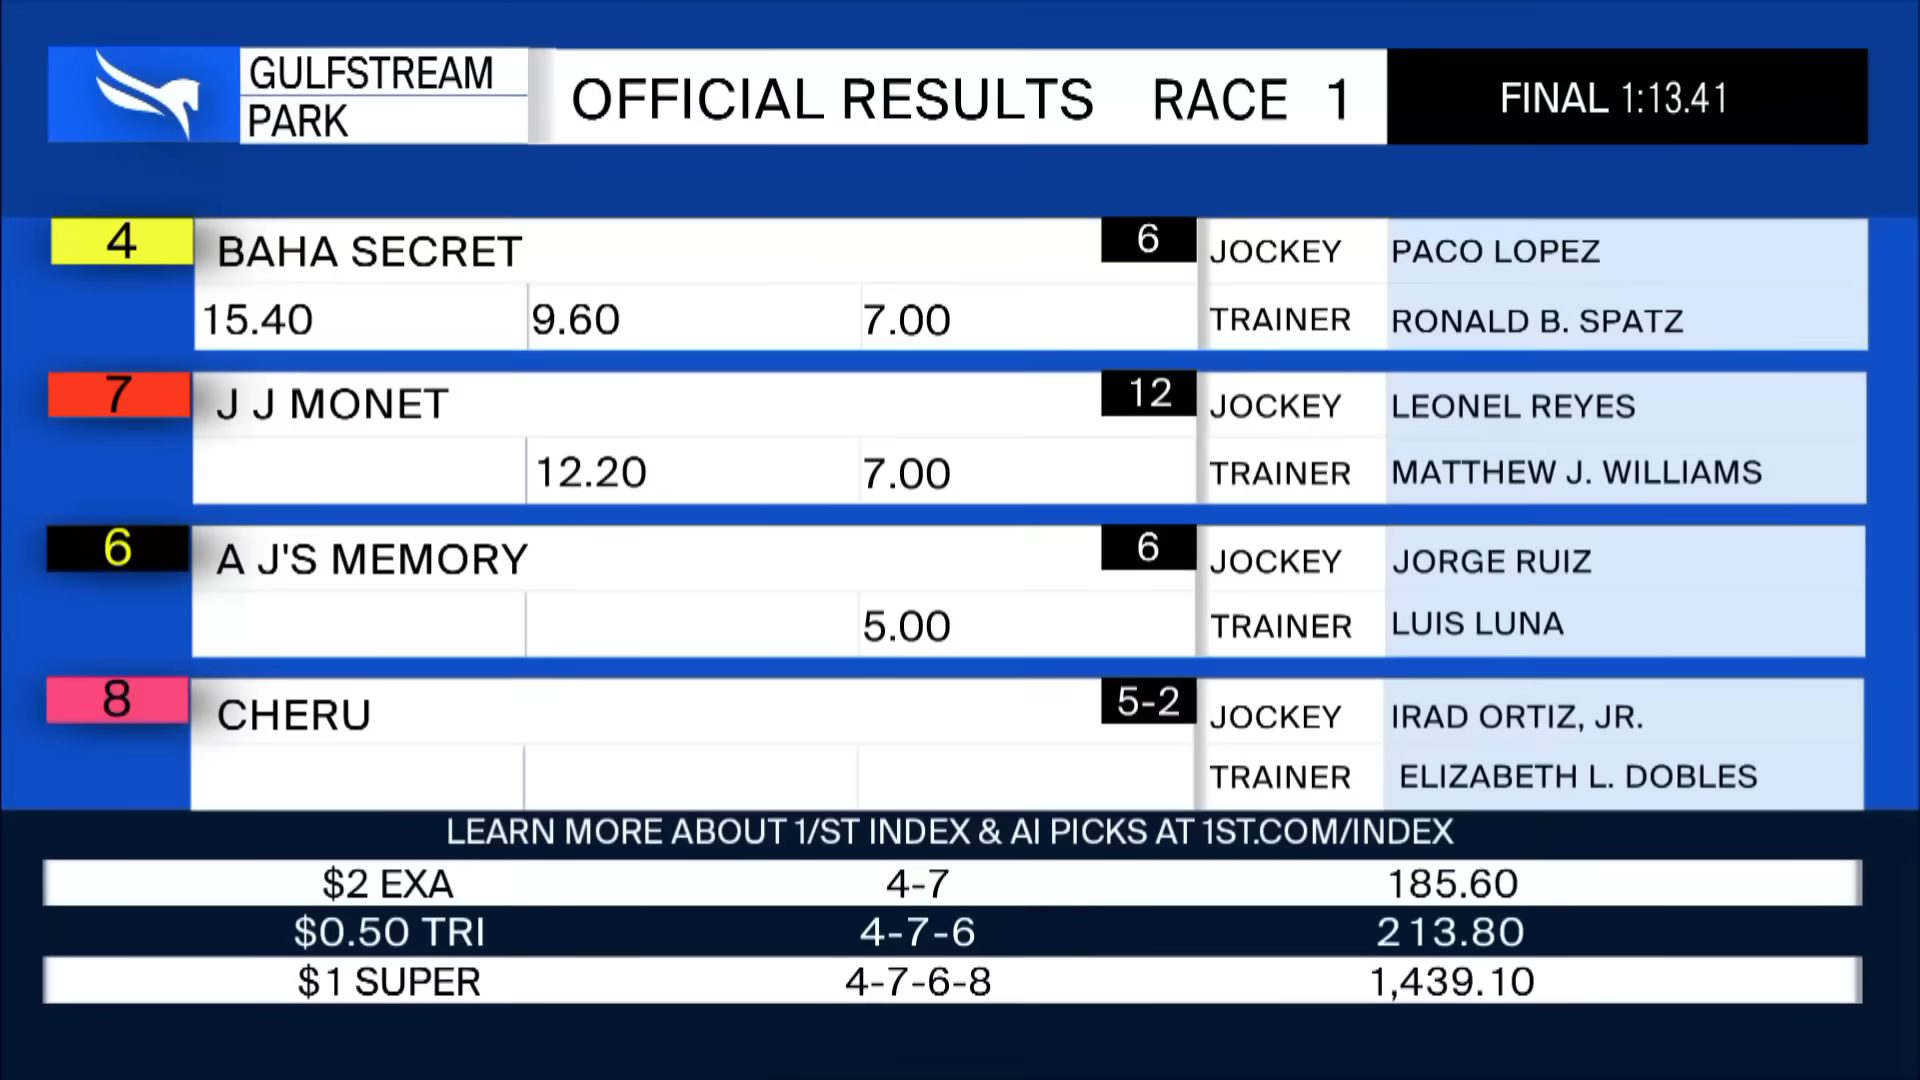 GULFSTREAM
PARK
OFFICIAL RESULTS RACE 1
FINAL 1:13.41
4
BAHA SECRET
6
JOCKEY PACO LOPEZ
15.40 9.60 7.00
TRAINER RONALD B. SPATZ
7
J J MONET
12
JOCKEY LEONEL REYES
12.20 7.00
TRAINER MATTHEW J. WILLIAMS
6
A J'S MEMORY
6
JOCKEY JORGE RUIZ
5.00
TRAINER LUIS LUNA
8
CHERU
5-2
JOCKEY IRAD ORTIZ, JR.
TRAINER ELIZABETH L. DOBLES
LEARN MORE ABOUT 1/ST INDEX & AI PICKS AT 1ST.COM/INDEX
$2 EXA 4-7 185.60
$0.50 TRI 4-7-6 213.80
$1 SUPER 4-7-6-8 1,439.10